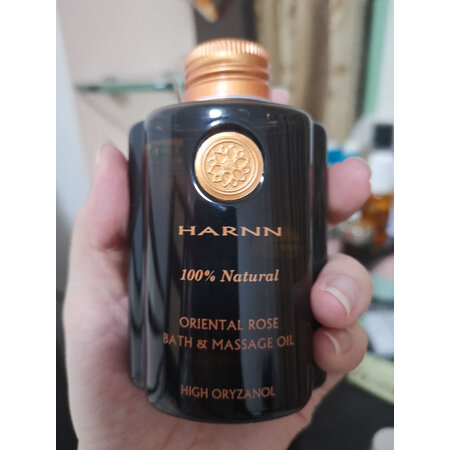 HARNN
100% Natural
ORIENTAL ROSE
BATH & MASSAGE OIL
HIGH ORYZANOL